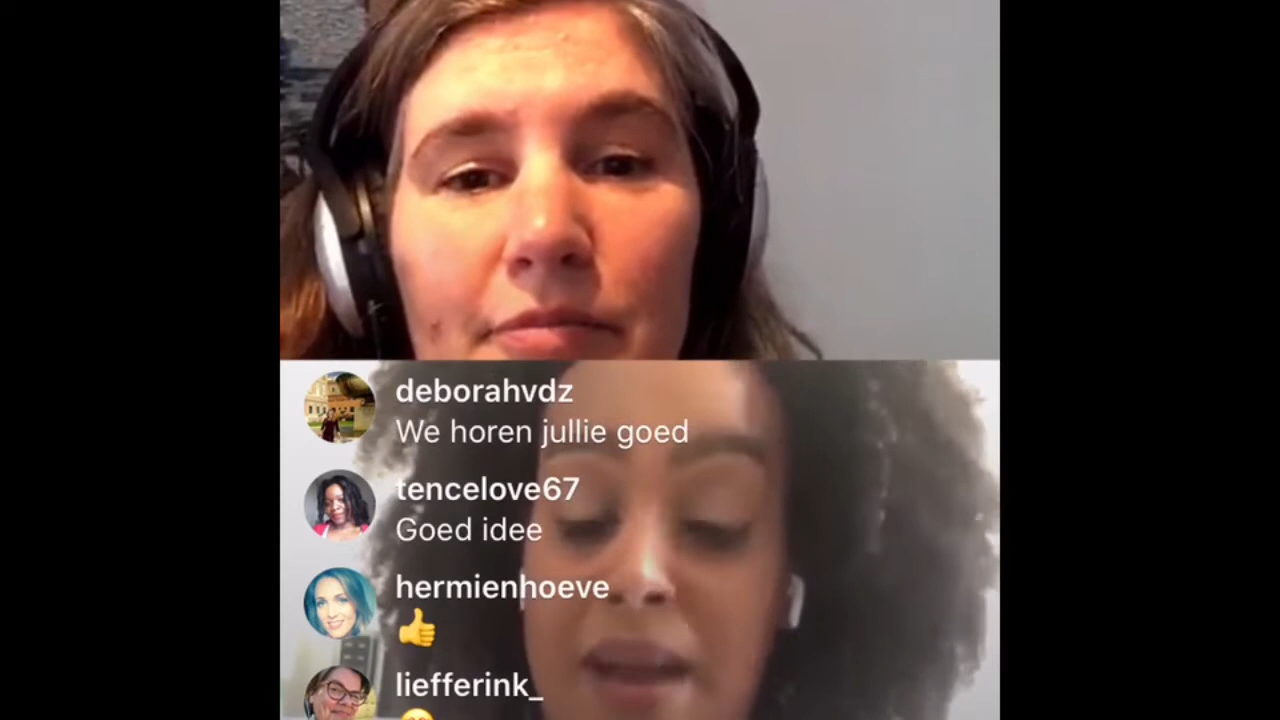 deborahvdz
We horen jullie goed
tencelove67
Goed idee
hermienhoeve
👍
liefferink_